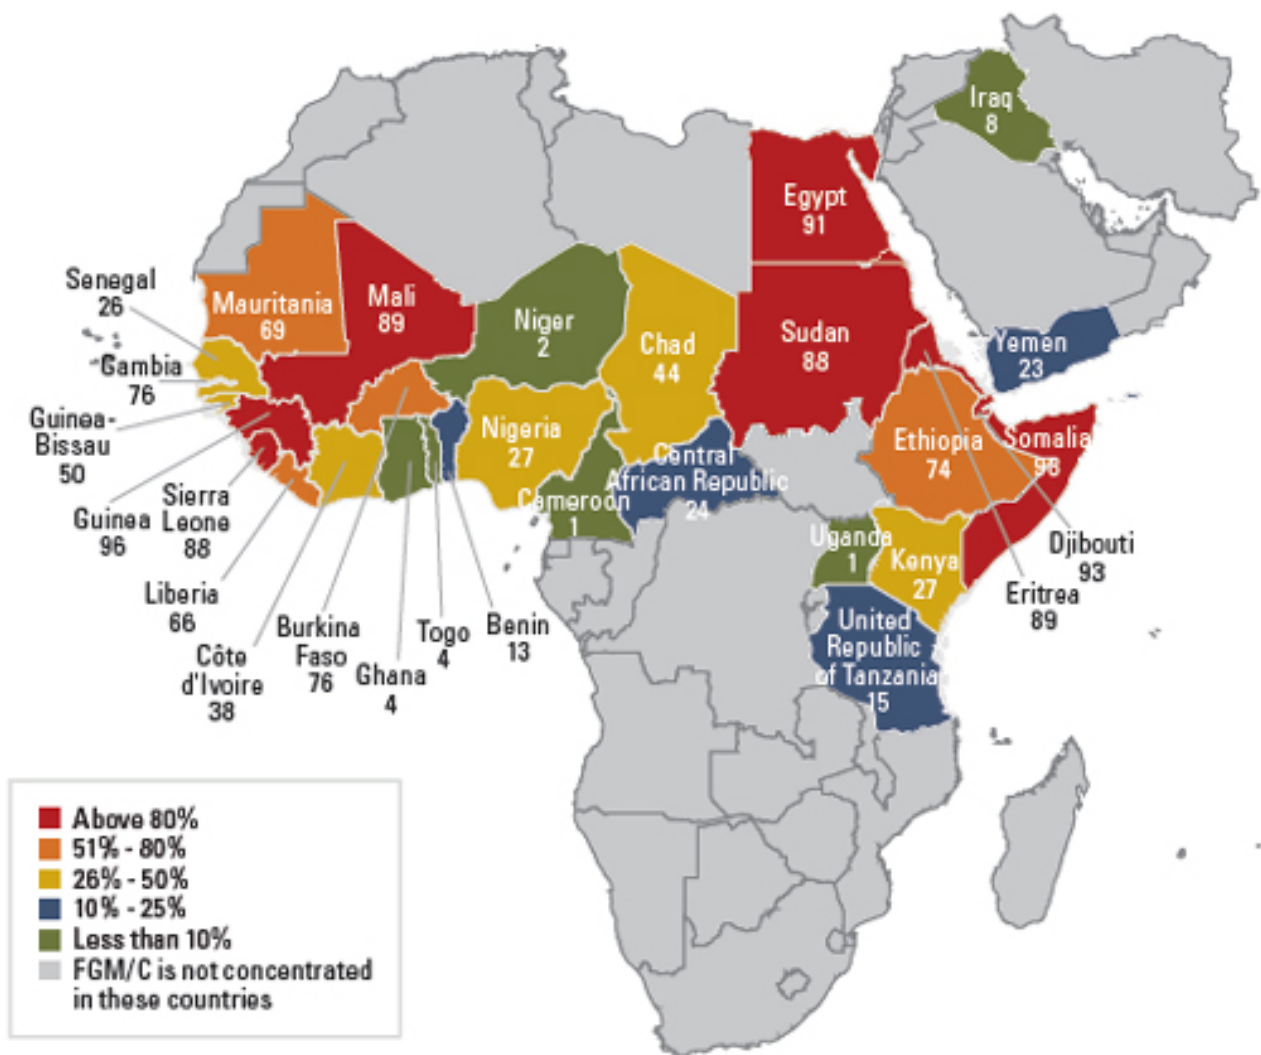 Iraq
8
Egypt
91
Senegal
26
Mauritania
69
Mali
89
Niger
2
Chad
44
Sudan
88
Yemen
23
Gambia
76
Guinea-
Bissau
50
Nigeria
27
Ethiopia
74
Somalia
98
Central
African Republic
24
Guinea
96
Sierra
Leone
88
Cameroon
1
Uganda
1
Kenya
27
Djibouti
93
Eritrea
89
Liberia
66
Côte
d'Ivoire
38
Burkina
Faso
76
Ghana
4
Togo
4
Benin
13
United
Republic
of Tanzania
15
Above 80%
51% - 80%
26% - 50%
10% - 25%
Less than 10%
FGM/C is not concentrated
in these countries